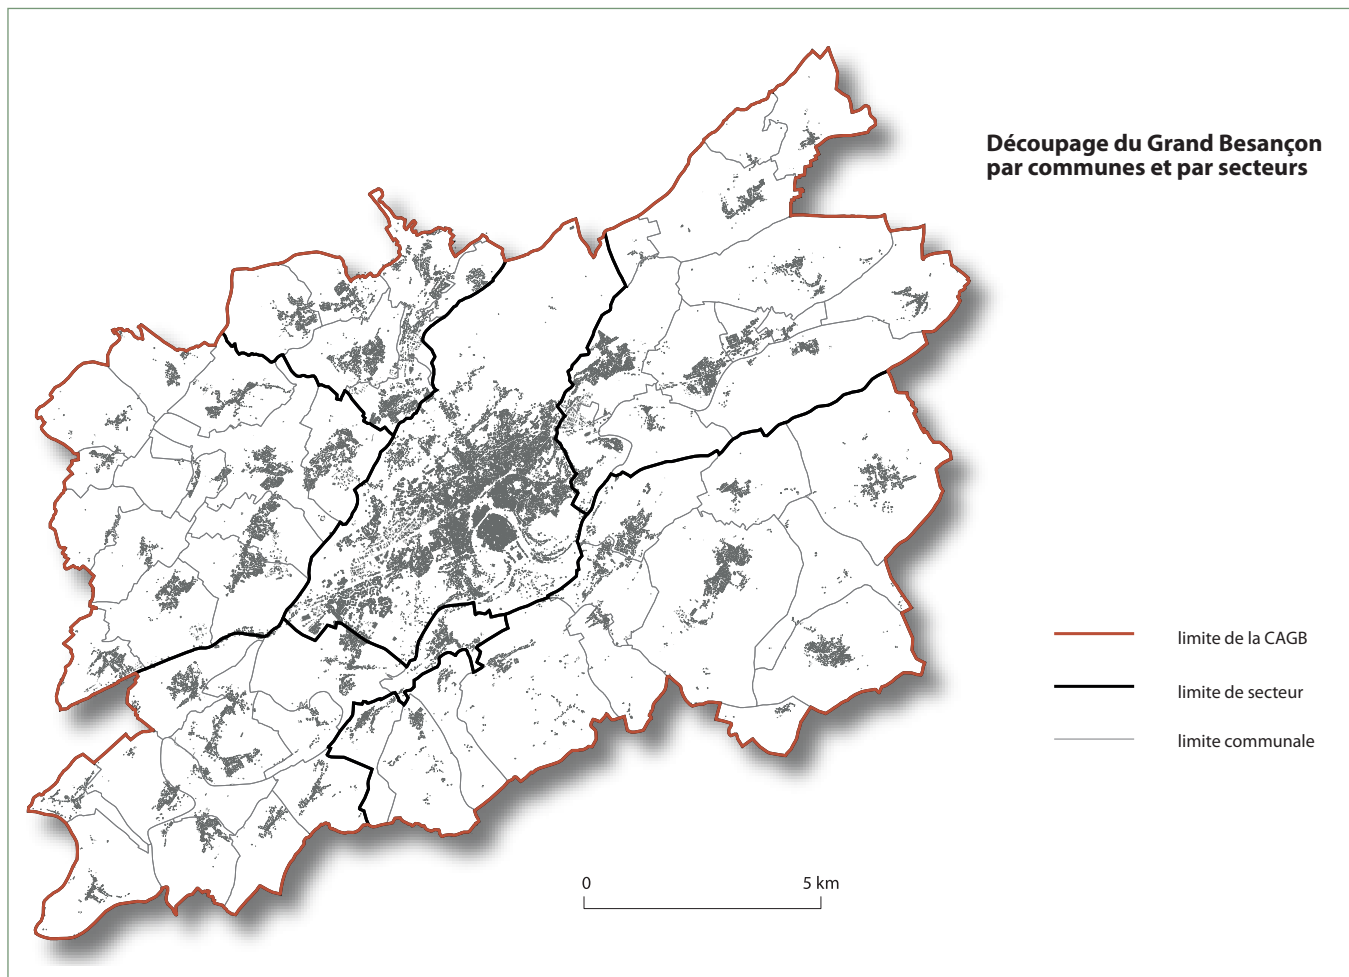 Découpage du Grand Besançon
par communes et par secteurs
limite de la CAGB
limite de secteur
limite communale
0 5 km